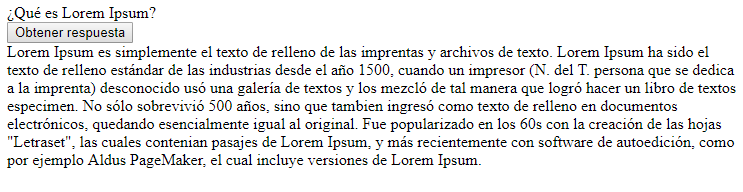 ¿Qué es Lorem Ipsum?
Obtener respuesta
Lorem Ipsum es simplemente el texto de relleno de las imprentas y archivos de texto. Lorem Ipsum ha sido el
texto de relleno estándar de las industrias desde el año 1500, cuando un impresor (N. del T. persona que se dedica
a la imprenta) desconocido usó una galería de textos y los mezcló de tal manera que logró hacer un libro de textos
especimen. No sólo sobrevivió 500 años, sino que tambien ingresó como texto de relleno en documentos
electrónicos, quedando esencialmente igual al original. Fue popularizado en los 60s con la creación de las hojas
"Letraset", las cuales contenian pasajes de Lorem Ipsum, y más recientemente con software de autoedición, como
por ejemplo Aldus PageMaker, el cual incluye versiones de Lorem Ipsum.